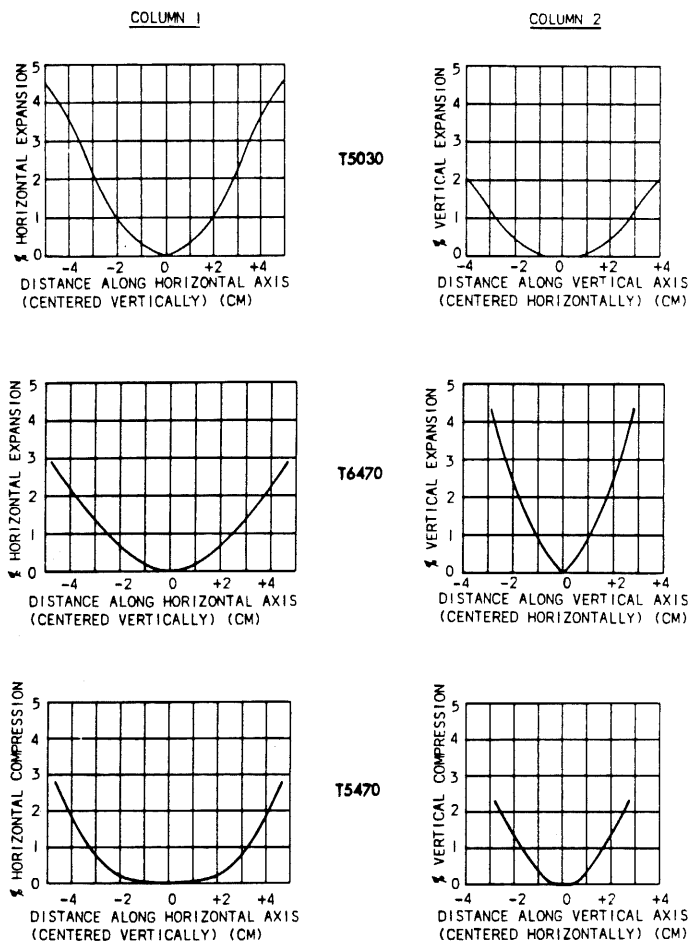 COLUMN 1
COLUMN 2
5
4
3
2
1
0
% HORIZONTAL EXPANSION
-4 -2 0 +2 +4
DISTANCE ALONG HORIZONTAL AXIS
(CENTERED VERTICALLY) (CM)
T5030
5
4
3
2
1
0
% VERTICAL EXPANSION
-4 -2 0 +2 +4
DISTANCE ALONG VERTICAL AXIS
(CENTERED HORIZONTALLY) (CM)
5
4
3
2
1
0
% HORIZONTAL EXPANSION
-4 -2 0 +2 +4
DISTANCE ALONG HORIZONTAL AXIS
(CENTERED VERTICALLY) (CM)
T6470
5
4
3
2
1
0
% VERTICAL EXPANSION
-4 -2 0 +2 +4
DISTANCE ALONG VERTICAL AXIS
(CENTERED HORIZONTALLY) (CM)
5
4
3
2
1
0
% HORIZONTAL COMPRESSION
-4 -2 0 +2 +4
DISTANCE ALONG HORIZONTAL AXIS
(CENTERED VERTICALLY) (CM)
T5470
5
4
3
2
1
0
% VERTICAL COMPRESSION
-4 -2 0 +2 +4
DISTANCE ALONG VERTICAL AXIS
(CENTERED HORIZONTALLY) (CM)